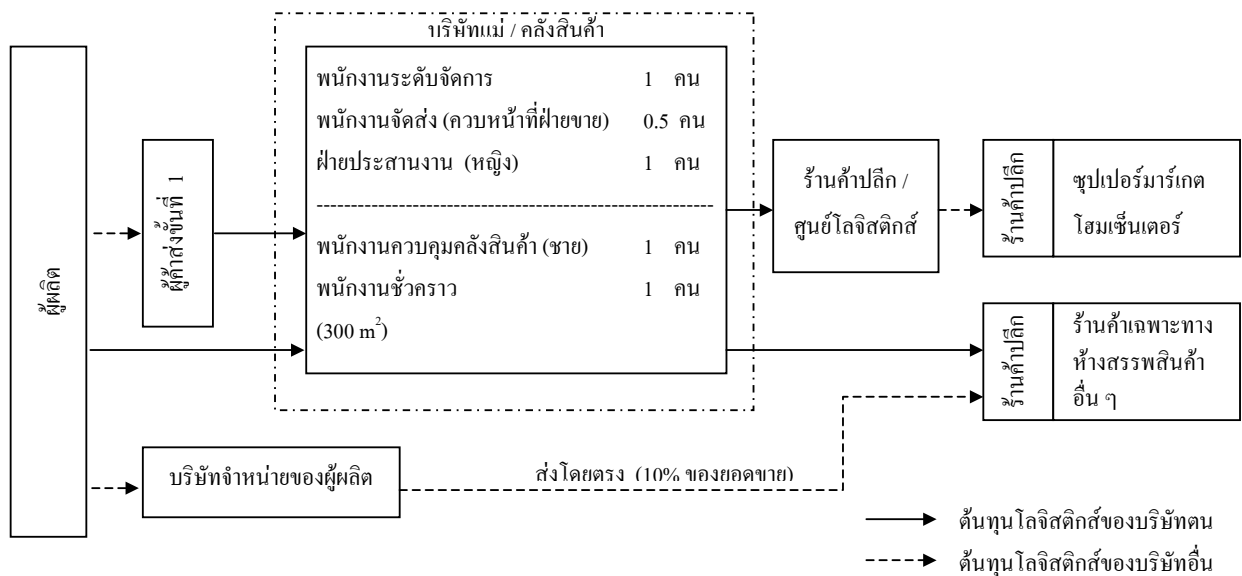 บริษัทแม่ / คลังสินค้า
พนักงานระดับจัดการ 1 คน
พนักงานจัดส่ง (ควบหน้าที่ฝ่ายขาย) 0.5 คน
ฝ่ายประสานงาน (หญิง) 1 คน
พนักงานควบคุมคลังสินค้า (ชาย) 1 คน
พนักงานชั่วคราว 1 คน
(300 m²)
ผู้ผลิต
ผู้ค้าส่งขั้นที่ 1
ร้านค้าปลีก /
ศูนย์โลจิสติกส์
ร้านค้าปลีก
ซุปเปอร์มาร์เกต
โฮมเซ็นเตอร์
ร้านค้าปลีก
ร้านค้าเฉพาะทาง
ห้างสรรพสินค้า
อื่น ๆ
บริษัทจำหน่ายของผู้ผลิต
ส่งโดยตรง (10% ของยอดขาย)
ต้นทุนโลจิสติกส์ของบริษัทตน
ต้นทุนโลจิสติกส์ของบริษัทอื่น